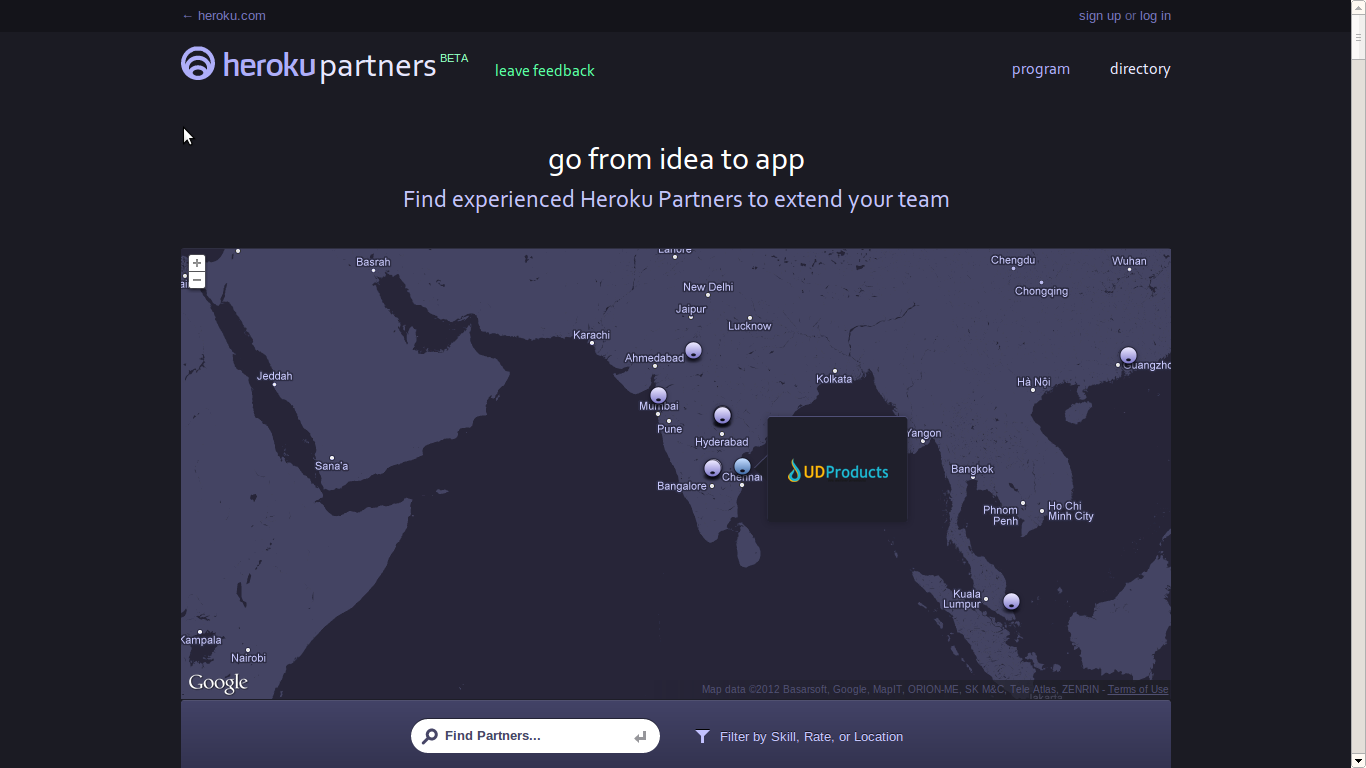 ← heroku.com
sign up or log in
heroku partners BETA
leave feedback
program
directory
go from idea to app
Find experienced Heroku Partners to extend your team
+
−
Basrah
Lahore
Chengdu
Wuhan
New Delhi
Chongqing
Jaipur
Lucknow
Karachi
Ahmedabad
Guangzho
Jeddah
Kolkata
Hà Nội
Mumbai
Pune
Hyderabad
Yangon
Sana'a
UDProducts
Bangkok
Chennai
Bangalore
Phnom
Penh
Ho Chi
Minh City
Kuala
Lumpur
Kampala
Nairobi
Google
Map data ©2012 Basarsoft, Google, MapIT, ORION-ME, SK M&C, Tele Atlas, ZENRIN - Terms of Use
Jakarta
Find Partners...
Filter by Skill, Rate, or Location